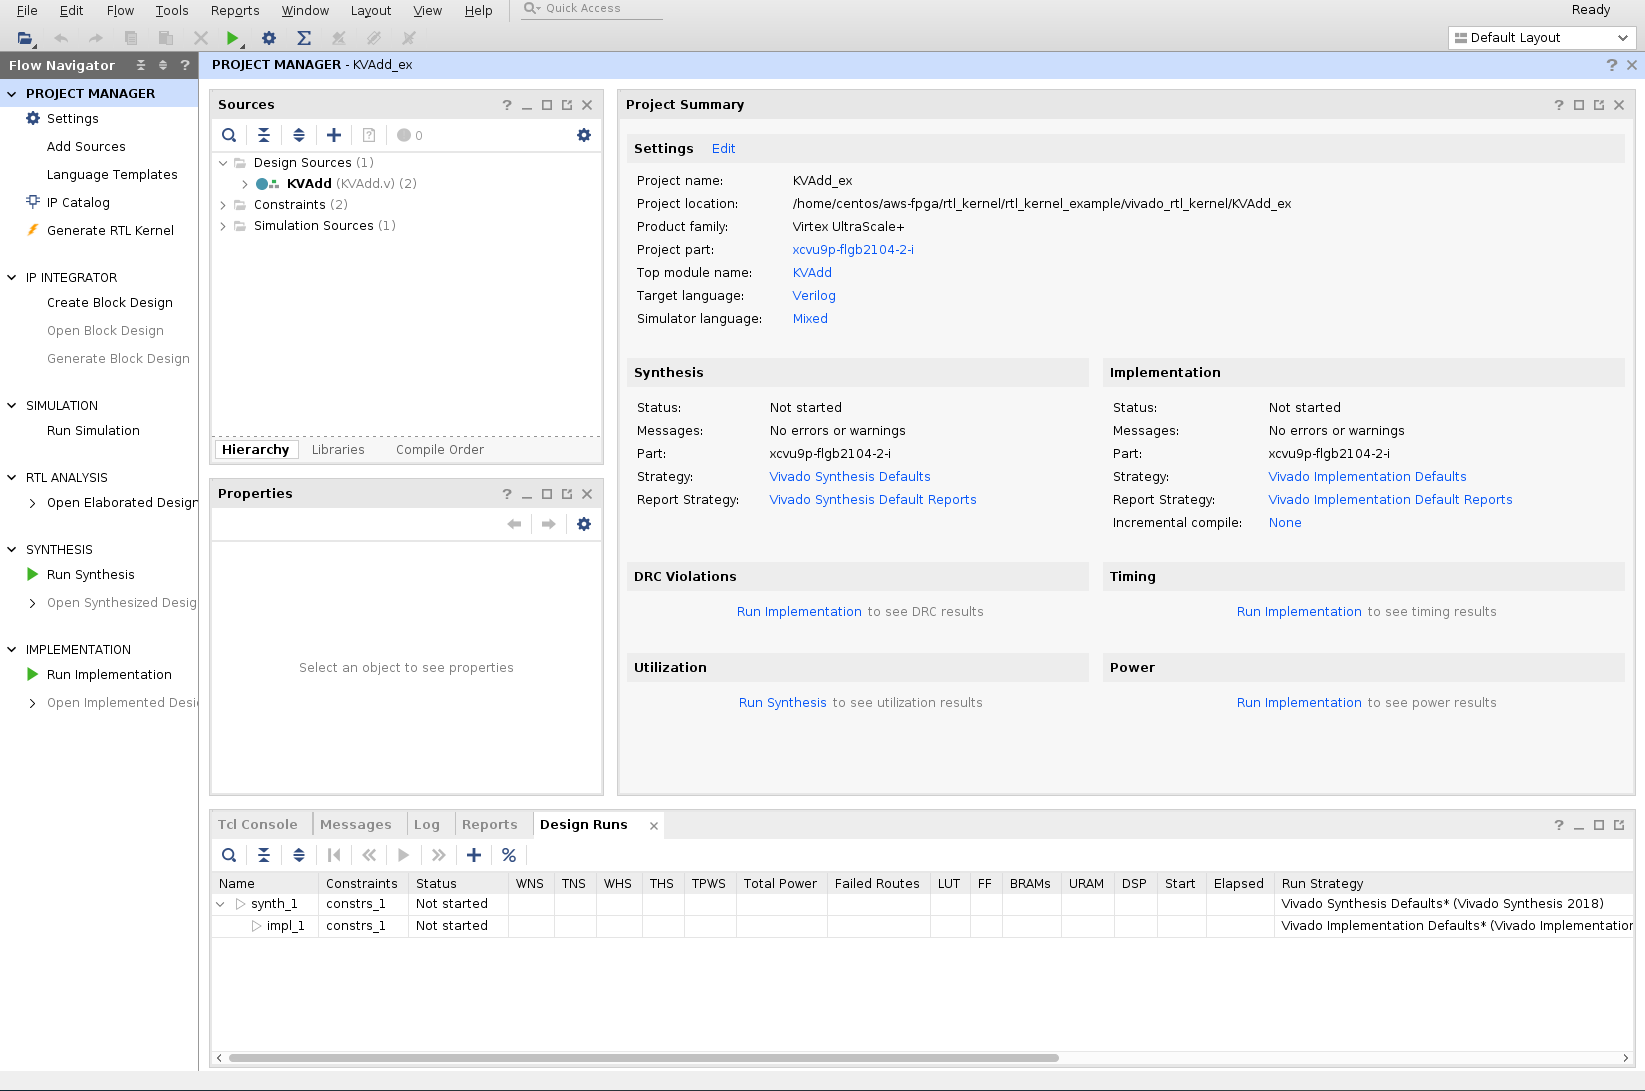 File Edit Flow Tools Reports Window Layout View Help Quick Access Ready
Default Layout
Flow Navigator
PROJECT MANAGER - KVAdd_ex
PROJECT MANAGER
Settings
Add Sources
Language Templates
IP Catalog
Generate RTL Kernel
IP INTEGRATOR
Create Block Design
Open Block Design
Generate Block Design
SIMULATION
Run Simulation
RTL ANALYSIS
Open Elaborated Design
SYNTHESIS
Run Synthesis
Open Synthesized Desig
IMPLEMENTATION
Run Implementation
Open Implemented Desi
Sources
0
Design Sources (1)
KVAdd (KVAdd.v) (2)
Constraints (2)
Simulation Sources (1)
Hierarchy Libraries Compile Order
Properties
Select an object to see properties
Project Summary
Settings Edit
Project name: KVAdd_ex
Project location: /home/centos/aws-fpga/rtl_kernel/rtl_kernel_example/vivado_rtl_kernel/KVAdd_ex
Product family: Virtex UltraScale+
Project part: xcvu9p-flgb2104-2-i
Top module name: KVAdd
Target language: Verilog
Simulator language: Mixed
Synthesis
Status: Not started
Messages: No errors or warnings
Part: xcvu9p-flgb2104-2-i
Strategy: Vivado Synthesis Defaults
Report Strategy: Vivado Synthesis Default Reports
Implementation
Status: Not started
Messages: No errors or warnings
Part: xcvu9p-flgb2104-2-i
Strategy: Vivado Implementation Defaults
Report Strategy: Vivado Implementation Default Reports
Incremental compile: None
DRC Violations
Run Implementation to see DRC results
Timing
Run Implementation to see timing results
Utilization
Run Synthesis to see utilization results
Power
Run Implementation to see power results
Tcl Console Messages Log Reports Design Runs
Name Constraints Status WNS TNS WHS THS TPWS Total Power Failed Routes LUT FF BRAMs URAM DSP Start Elapsed Run Strategy
synth_1 constrs_1 Not started Vivado Synthesis Defaults* (Vivado Synthesis 2018)
impl_1 constrs_1 Not started Vivado Implementation Defaults* (Vivado Implementation